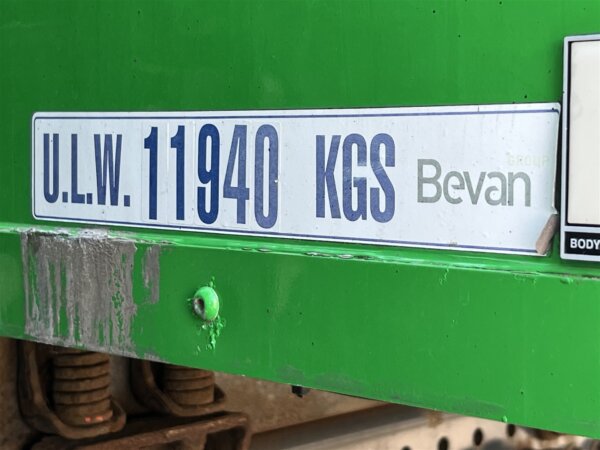 U.L.W. 11940 KGS Bevan GROUP
BODY